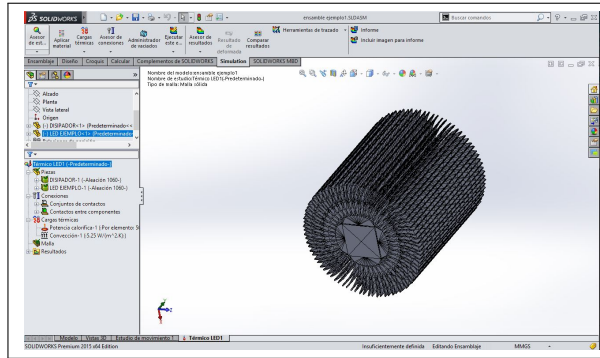 SOLIDWORKS
ensamble ejemplo1.SLDASM
Buscar comandos
Asesor de est...
Aplicar material
Cargas térmicas
Asesor de conexiones
Administrador de vaciados
Ejecutar este e...
Asesor de resultados
Resultado de deformada
Comparar resultados
Herramientas de trazado
Informe
Incluir imagen para informe
Ensamblaje Diseño Croquis Calcular Complementos de SOLIDWORKS Simulation SOLIDWORKS MBD
Nombre del modelo:ensamble ejemplo1
Nombre de estudio:Térmico LED1(-Predeterminado-)
Tipo de malla: Malla sólida
Alzado
Planta
Vista lateral
Origen
(-) DISIPADOR<1> (Predeterminado<<
(-) LED EJEMPLO<1> (Predeterminado
Térmico LED1 (-Predeterminado-)
Piezas
DISIPADOR-1 (-Aleación 1060-)
LED EJEMPLO-1 (-Aleación 1060-)
Conexiones
Conjuntos de contactos
Contactos entre componentes
Cargas térmicas
Potencia calorífica-1 (:Por elemento: 5
Convección-1 (:5.25 W/(m^2.K):)
Malla
Resultados
Modelo Vistas 3D Estudio de movimiento 1 Térmico LED1
SOLIDWORKS Premium 2015 x64 Edition
Insuficientemente definida Editando Ensamblaje MMGS